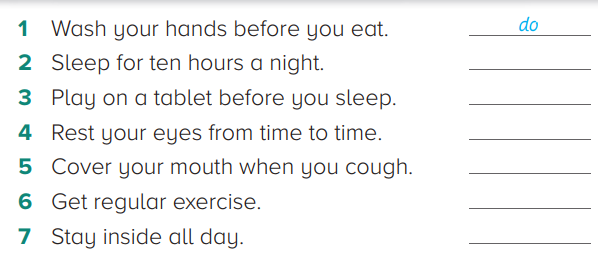 1 Wash your hands before you eat. do
2 Sleep for ten hours a night.
3 Play on a tablet before you sleep.
4 Rest your eyes from time to time.
5 Cover your mouth when you cough.
6 Get regular exercise.
7 Stay inside all day.